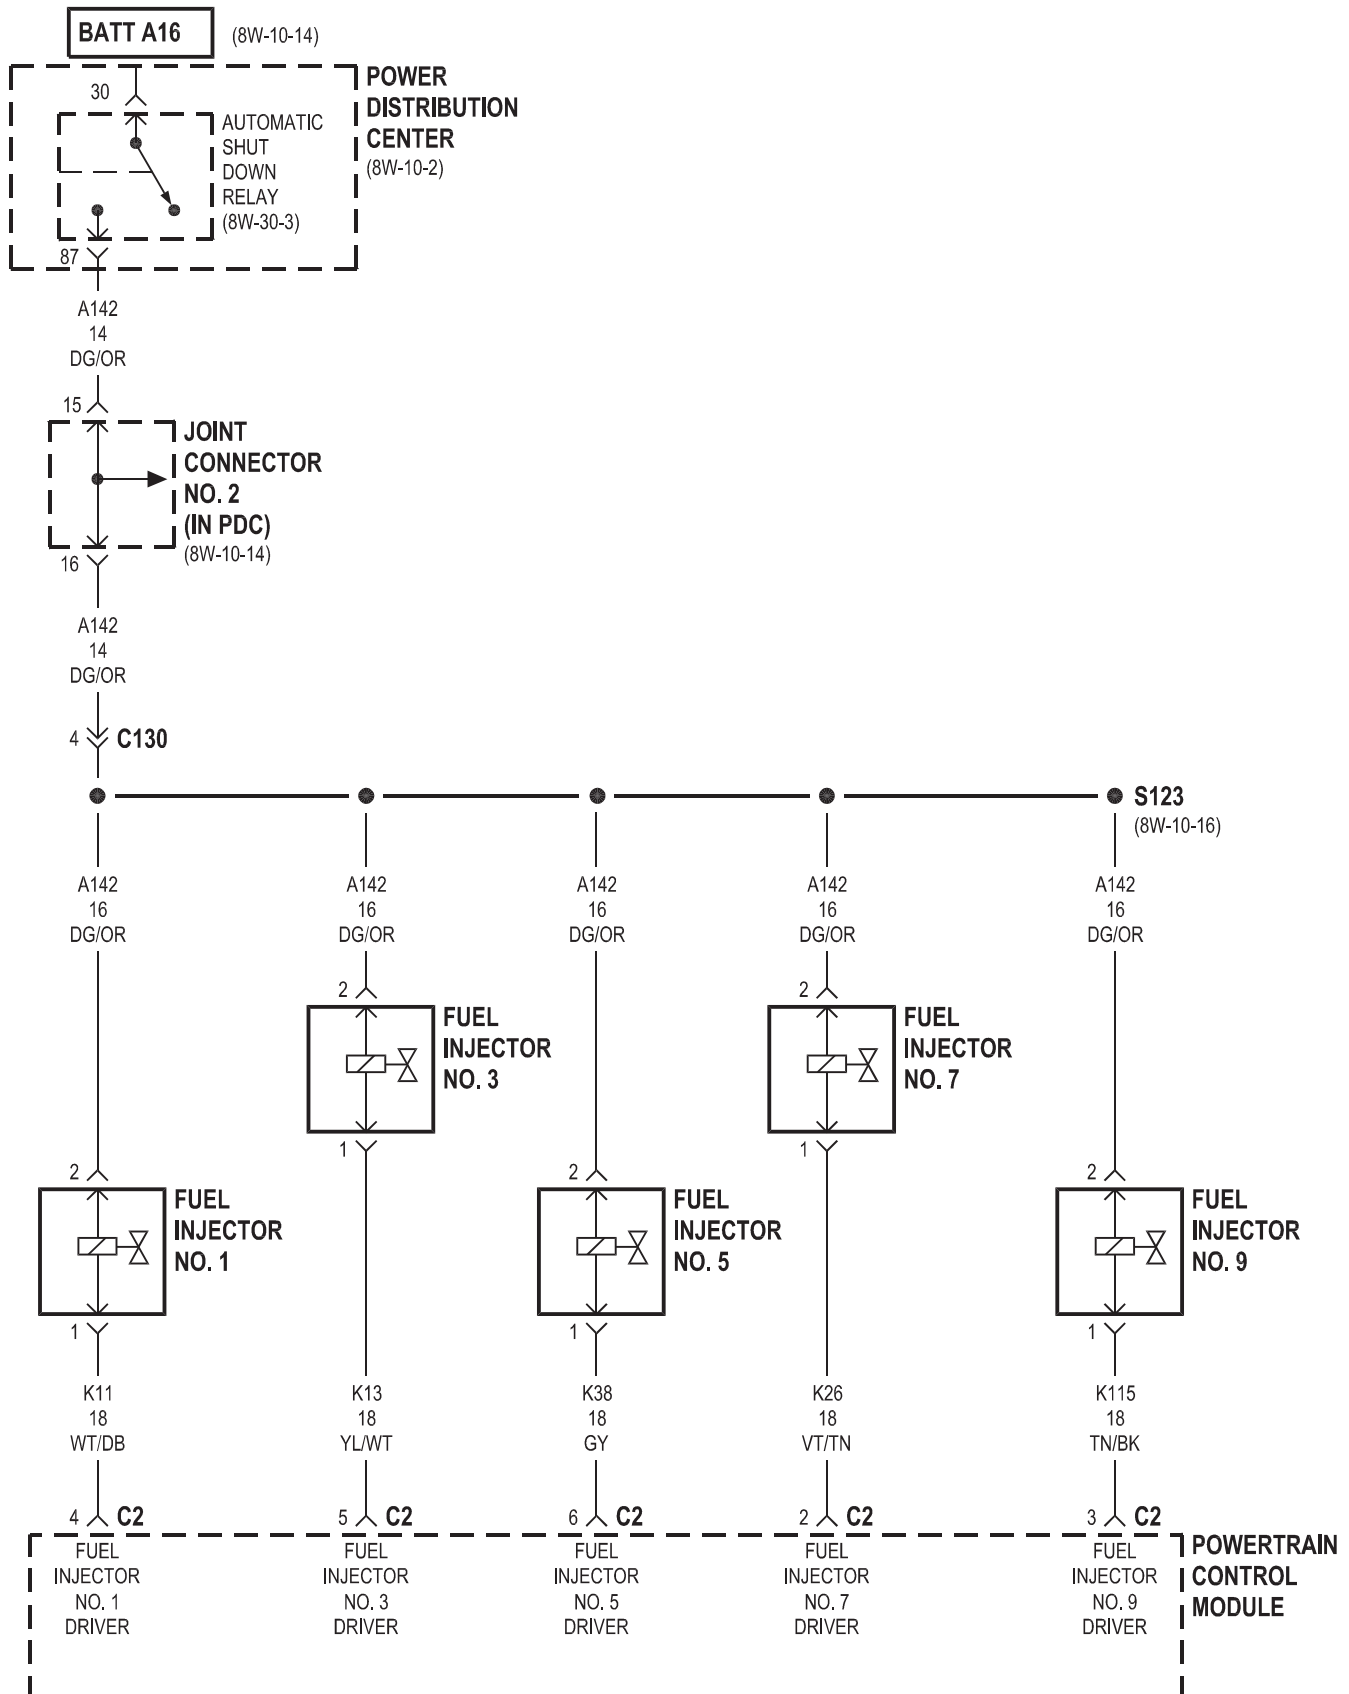 BATT A16 (8W-10-14)
30
POWER
DISTRIBUTION
CENTER
(8W-10-2)
AUTOMATIC
SHUT
DOWN
RELAY
(8W-30-3)
87
A142
14
DG/OR
15
JOINT
CONNECTOR
NO. 2
(IN PDC)
(8W-10-14)
16
A142
14
DG/OR
4 C130
S123
(8W-10-16)
A142 A142 A142 A142 A142
16 16 16 16 16
DG/OR DG/OR DG/OR DG/OR DG/OR
2 2
FUEL FUEL
INJECTOR INJECTOR
NO. 3 NO. 7
1 1
2 2 2
FUEL FUEL FUEL
INJECTOR INJECTOR INJECTOR
NO. 1 NO. 5 NO. 9
1 1 1
K11 K13 K38 K26 K115
18 18 18 18 18
WT/DB YL/WT GY VT/TN TN/BK
4 C2 5 C2 6 C2 2 C2 3 C2
FUEL FUEL FUEL FUEL FUEL
INJECTOR INJECTOR INJECTOR INJECTOR INJECTOR
NO. 1 NO. 3 NO. 5 NO. 7 NO. 9
DRIVER DRIVER DRIVER DRIVER DRIVER
POWERTRAIN
CONTROL
MODULE